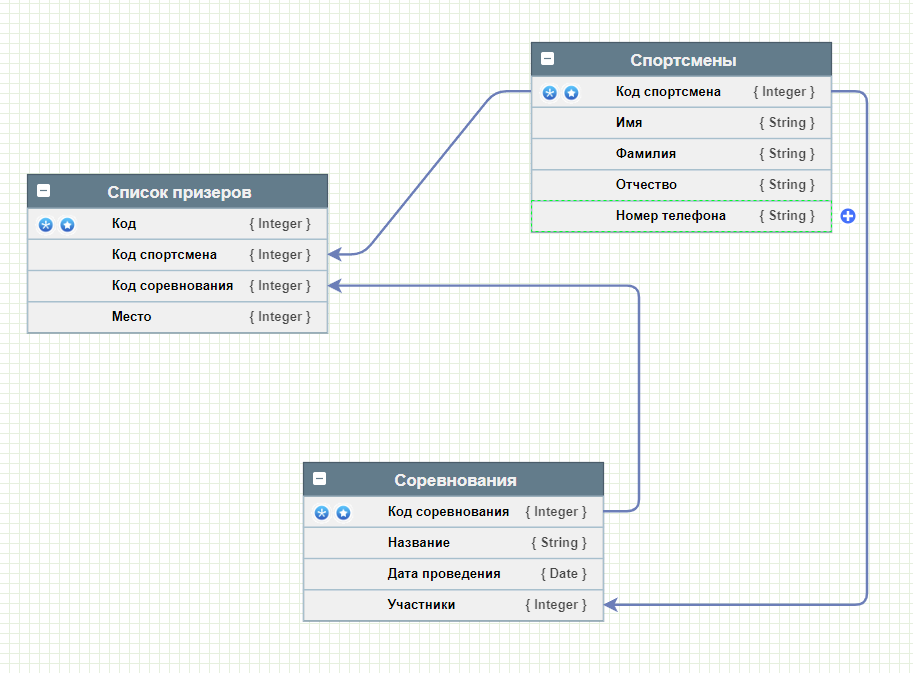 Спортсмены
Код спортсмена { Integer }
Имя { String }
Фамилия { String }
Отчество { String }
Номер телефона { String }
Список призеров
Код { Integer }
Код спортсмена { Integer }
Код соревнования { Integer }
Место { Integer }
Соревнования
Код соревнования { Integer }
Название { String }
Дата проведения { Date }
Участники { Integer }